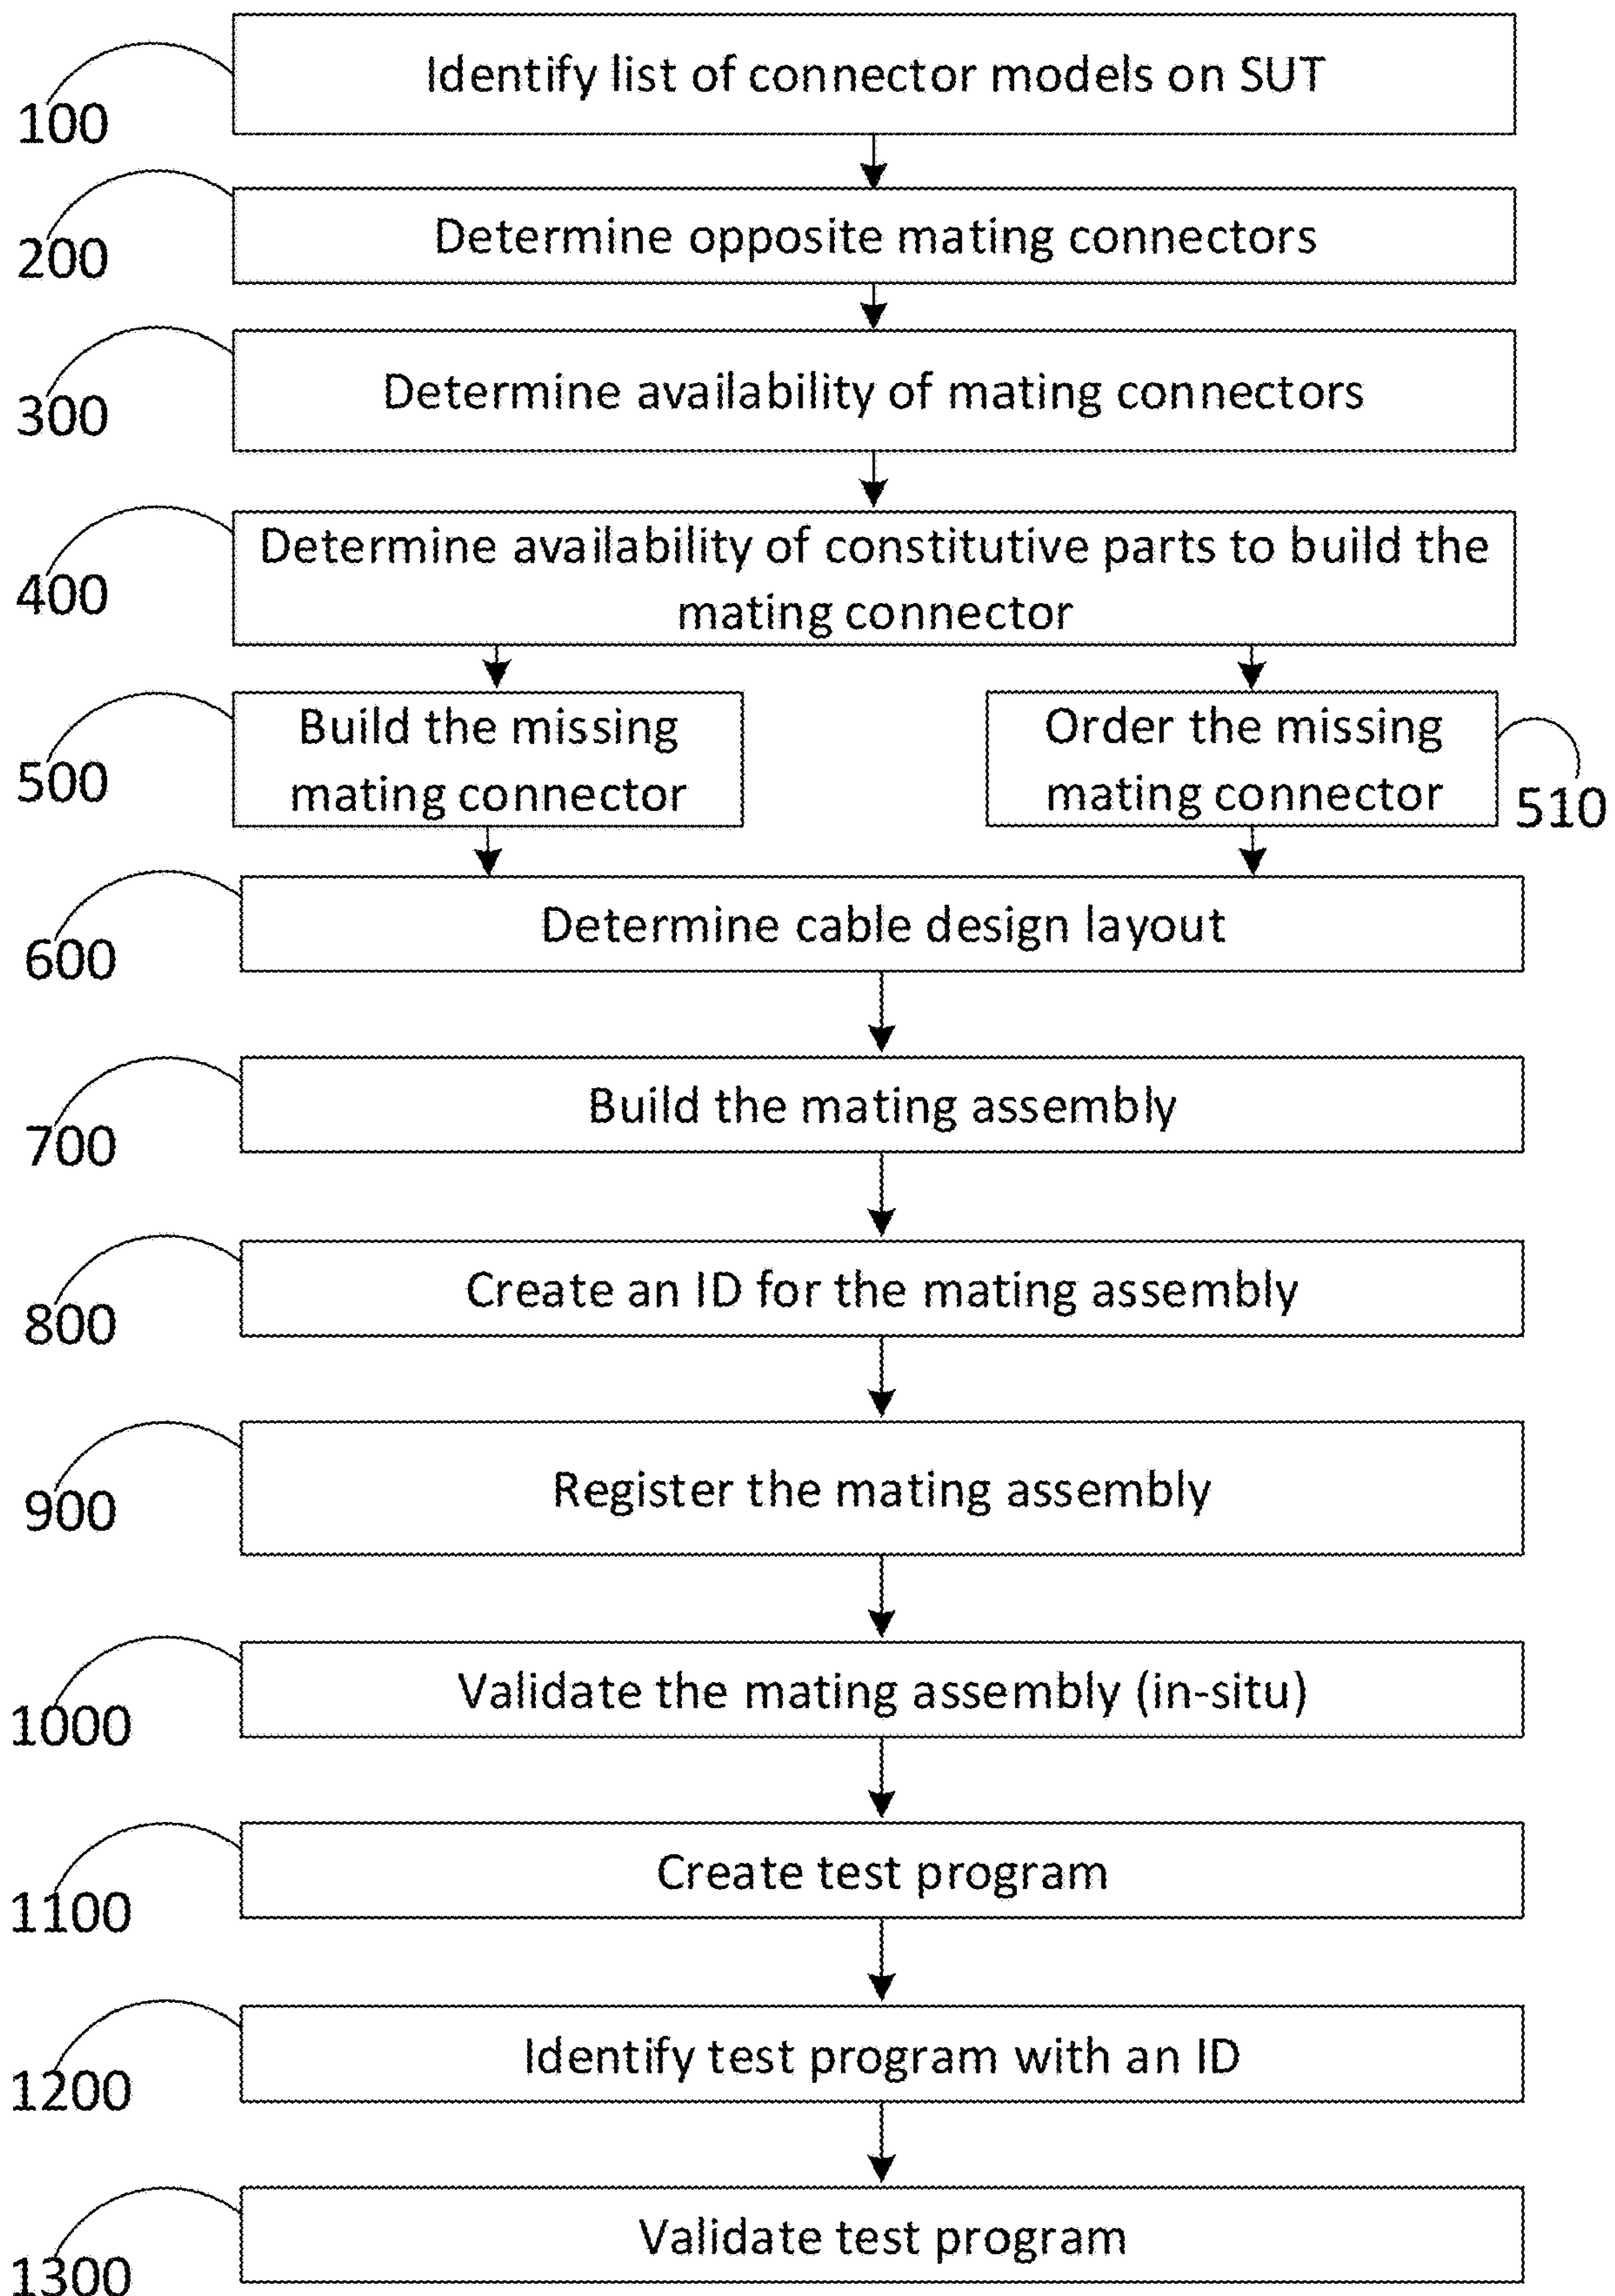 Identify list of connector models on SUT
100
Determine opposite mating connectors
200
Determine availability of mating connectors
300
Determine availability of constitutive parts to build the
mating connector
400
Build the missing
mating connector
500
Order the missing
mating connector
510
Determine cable design layout
600
Build the mating assembly
700
Create an ID for the mating assembly
800
Register the mating assembly
900
Validate the mating assembly (in-situ)
1000
Create test program
1100
Identify test program with an ID
1200
Validate test program
1300